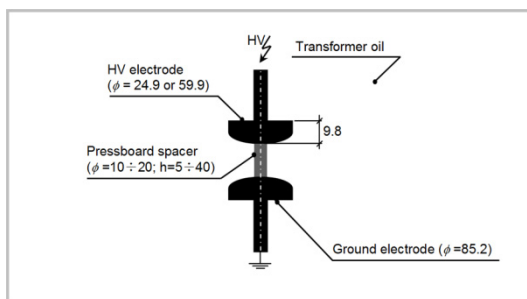 HV
Transformer oil
HV electrode
(ϕ = 24.9 or 59.9)
9.8
Pressboard spacer
(ϕ=10÷20; h=5÷40)
Ground electrode (ϕ=85.2)